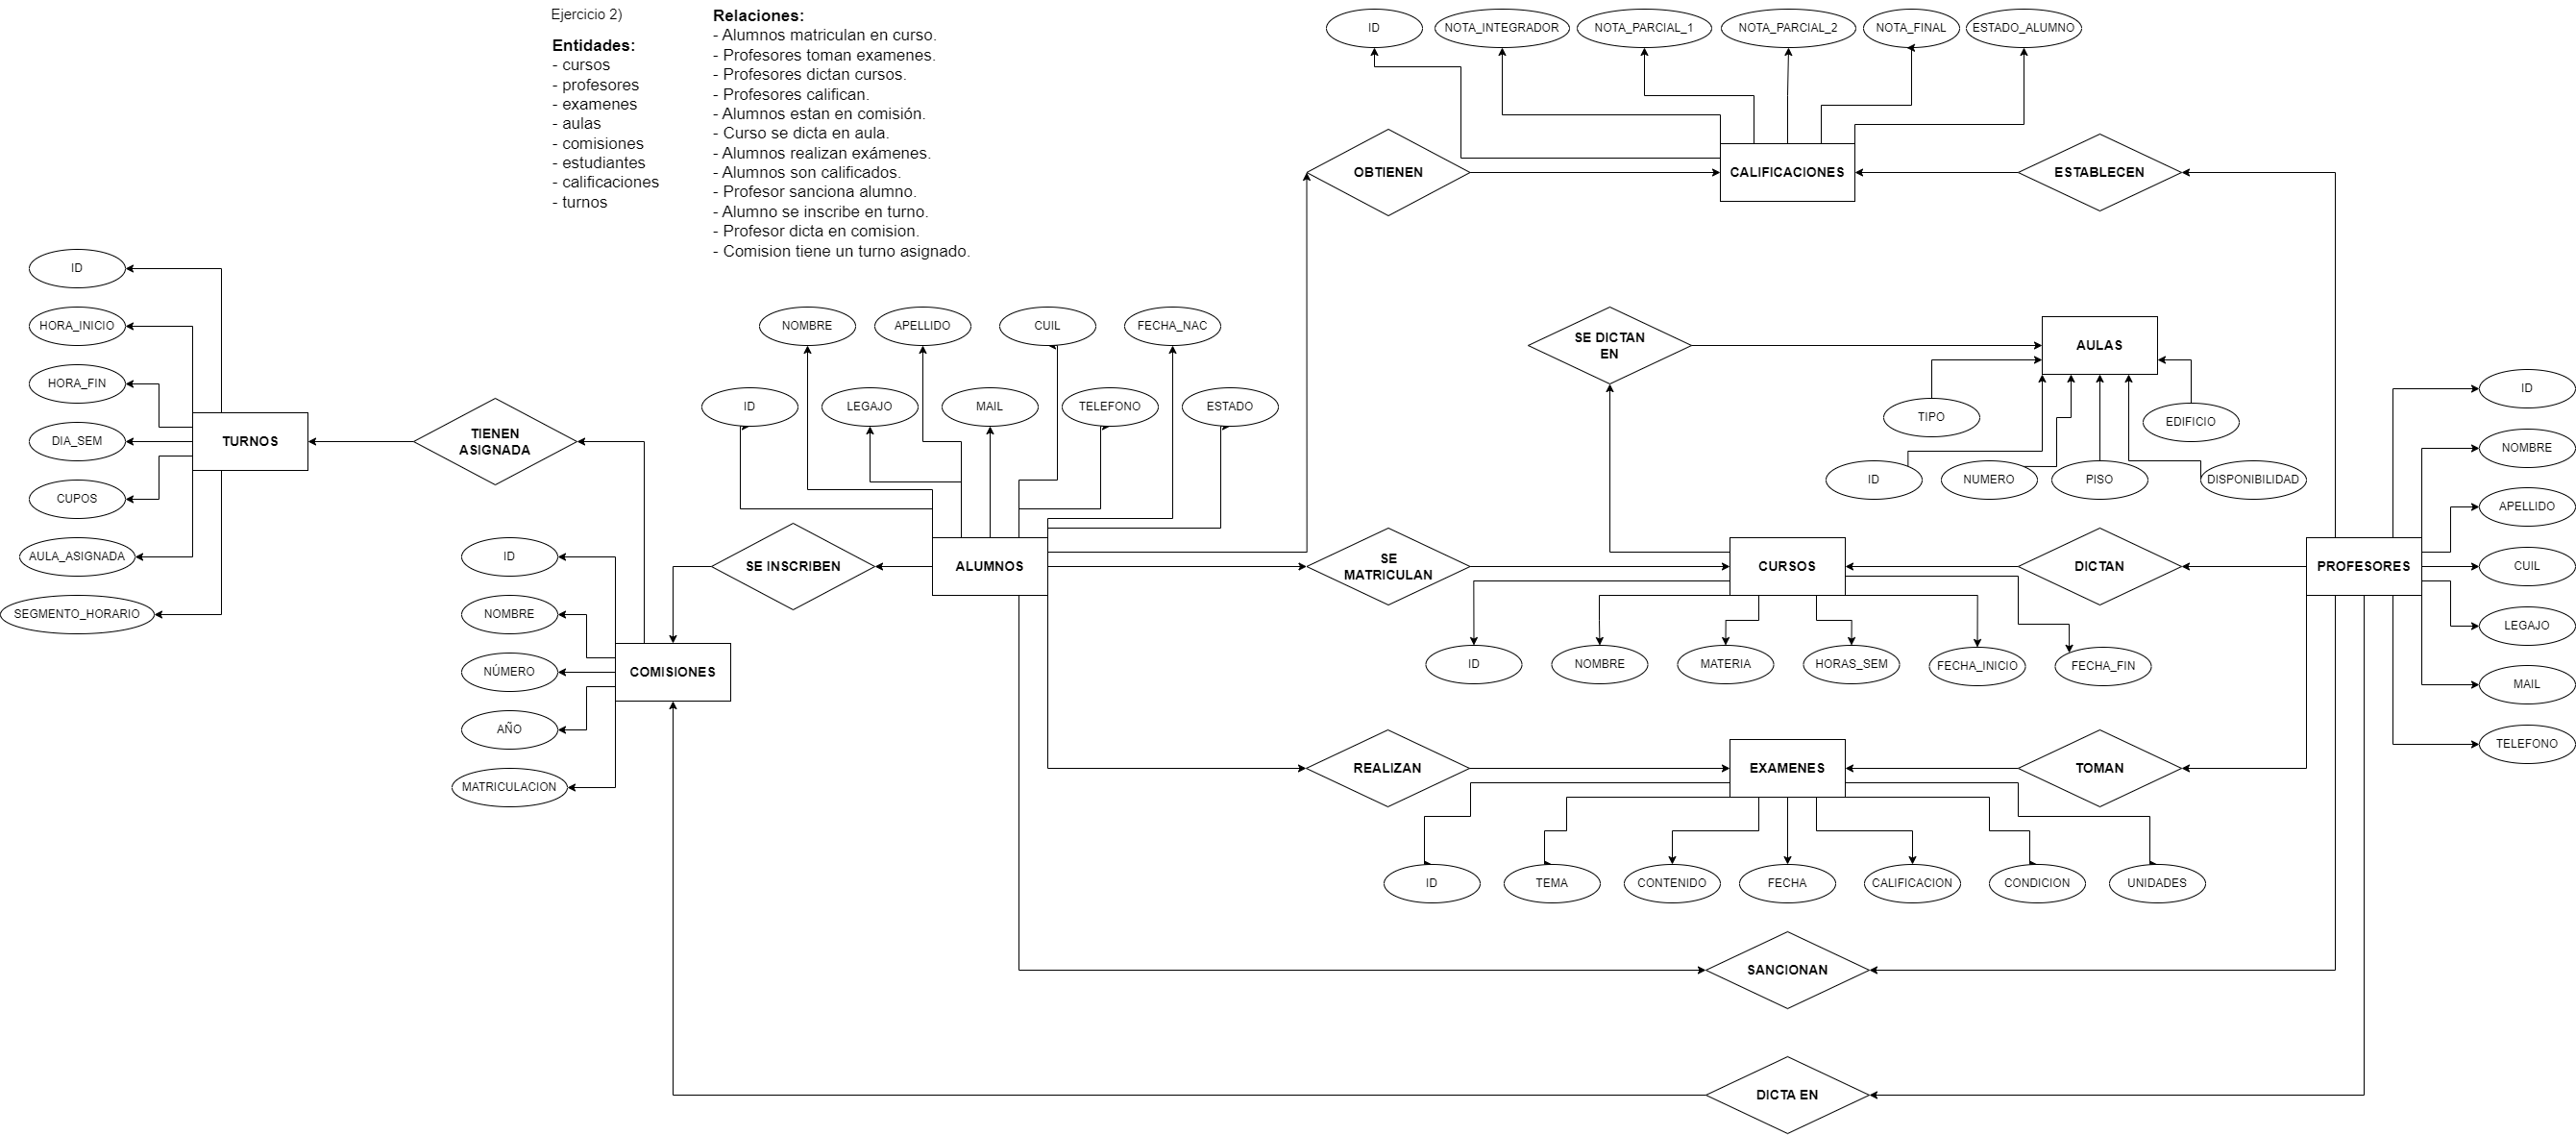 Ejercicio 2)
Entidades:
- cursos
- profesores
- examenes
- aulas
- comisiones
- estudiantes
- calificaciones
- turnos
Relaciones:
- Alumnos matriculan en curso.
- Profesores toman examenes.
- Profesores dictan cursos.
- Profesores califican.
- Alumnos estan en comisión.
- Curso se dicta en aula.
- Alumnos realizan exámenes.
- Alumnos son calificados.
- Profesor sanciona alumno.
- Alumno se inscribe en turno.
- Profesor dicta en comision.
- Comision tiene un turno asignado.
ID
NOTA_INTEGRADOR
NOTA_PARCIAL_1
NOTA_PARCIAL_2
NOTA_FINAL
ESTADO_ALUMNO
OBTIENEN
CALIFICACIONES
ESTABLECEN
ID
HORA_INICIO
HORA_FIN
DIA_SEM
CUPOS
AULA_ASIGNADA
SEGMENTO_HORARIO
TURNOS
TIENEN
ASIGNADA
NOMBRE
APELLIDO
CUIL
FECHA_NAC
ID
LEGAJO
MAIL
TELEFONO
ESTADO
SE DICTAN
EN
AULAS
TIPO
EDIFICIO
ID
NUMERO
PISO
DISPONIBILIDAD
ID
NOMBRE
APELLIDO
CUIL
LEGAJO
MAIL
TELEFONO
ID
NOMBRE
NÚMERO
AÑO
MATRICULACION
COMISIONES
SE INSCRIBEN
ALUMNOS
SE
MATRICULAN
CURSOS
DICTAN
PROFESORES
ID
NOMBRE
MATERIA
HORAS_SEM
FECHA_INICIO
FECHA_FIN
REALIZAN
EXAMENES
TOMAN
ID
TEMA
CONTENIDO
FECHA
CALIFICACION
CONDICION
UNIDADES
SANCIONAN
DICTA EN